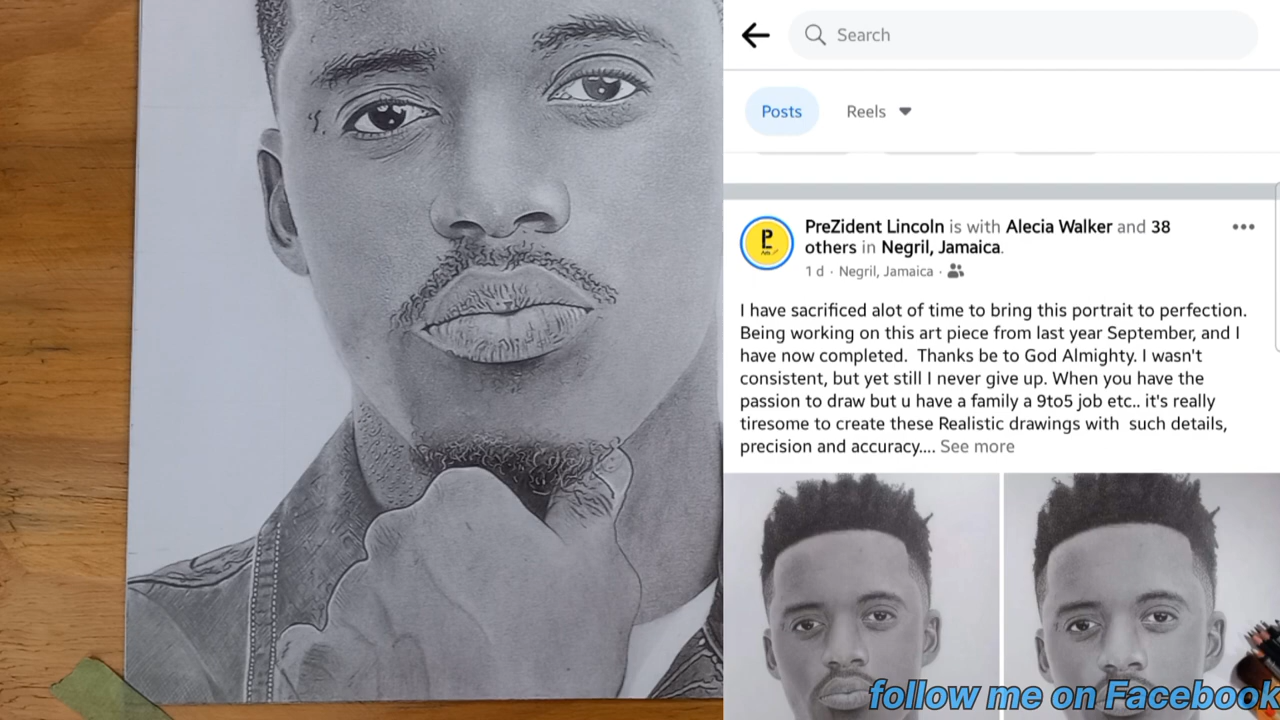 Search
Posts
Reels
PreZident Lincoln is with Alecia Walker and 38
others in Negril, Jamaica.
1 d · Negril, Jamaica ·
I have sacrificed alot of time to bring this portrait to perfection.
Being working on this art piece from last year September, and I
have now completed.  Thanks be to God Almighty. I wasn't
consistent, but yet still I never give up. When you have the
passion to draw but u have a family a 9to5 job etc.. it's really
tiresome to create these Realistic drawings with  such details,
precision and accuracy.... See more
follow me on Facebook